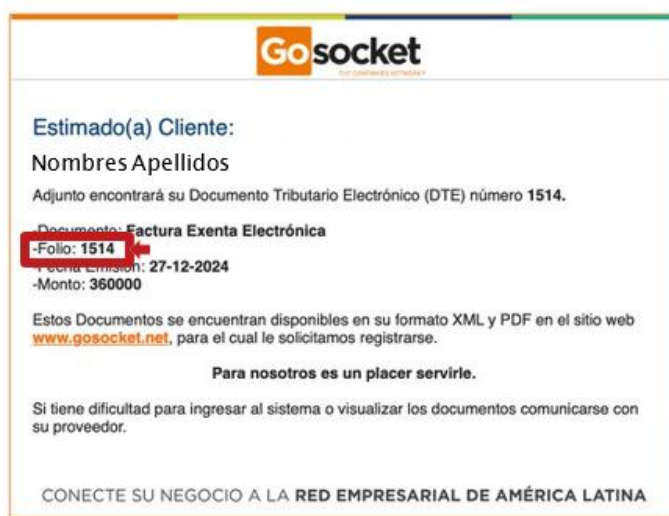 Gosocket
Estimado(a) Cliente:
Nombres Apellidos
Adjunto encontrará su Documento Tributario Electrónico (DTE) número 1514.
-Documento: Factura Exenta Electrónica
-Folio: 1514
-Fecha Emisión: 27-12-2024
-Monto: 360000
Estos Documentos se encuentran disponibles en su formato XML y PDF en el sitio web
www.gosocket.net, para el cual le solicitamos registrarse.
Para nosotros es un placer servirle.
Si tiene dificultad para ingresar al sistema o visualizar los documentos comunicarse con
su proveedor.
CONECTE SU NEGOCIO A LA RED EMPRESARIAL DE AMÉRICA LATINA